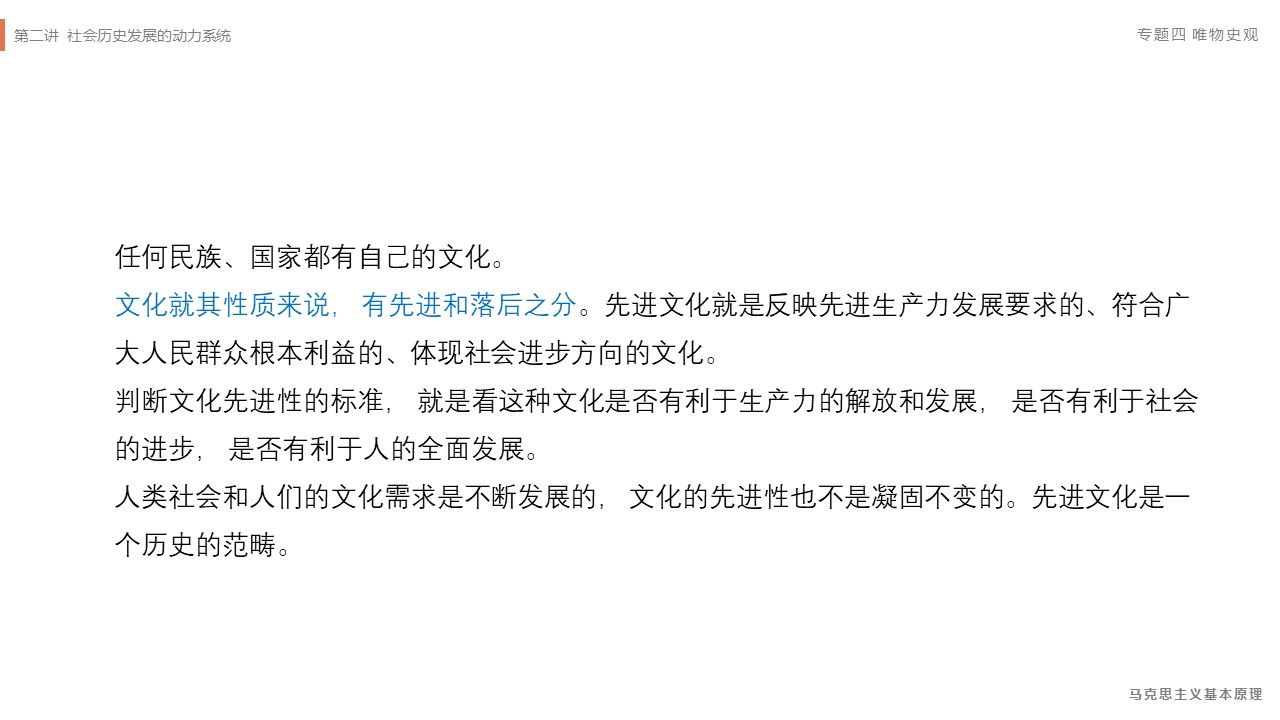 第二讲 社会历史发展的动力系统
专题四 唯物史观
任何民族、国家都有自己的文化。
文化就其性质来说， 有先进和落后之分。先进文化就是反映先进生产力发展要求的、符合广
大人民群众根本利益的、体现社会进步方向的文化。
判断文化先进性的标准， 就是看这种文化是否有利于生产力的解放和发展， 是否有利于社会
的进步， 是否有利于人的全面发展。
人类社会和人们的文化需求是不断发展的， 文化的先进性也不是凝固不变的。先进文化是一
个历史的范畴。
马克思主义基本原理